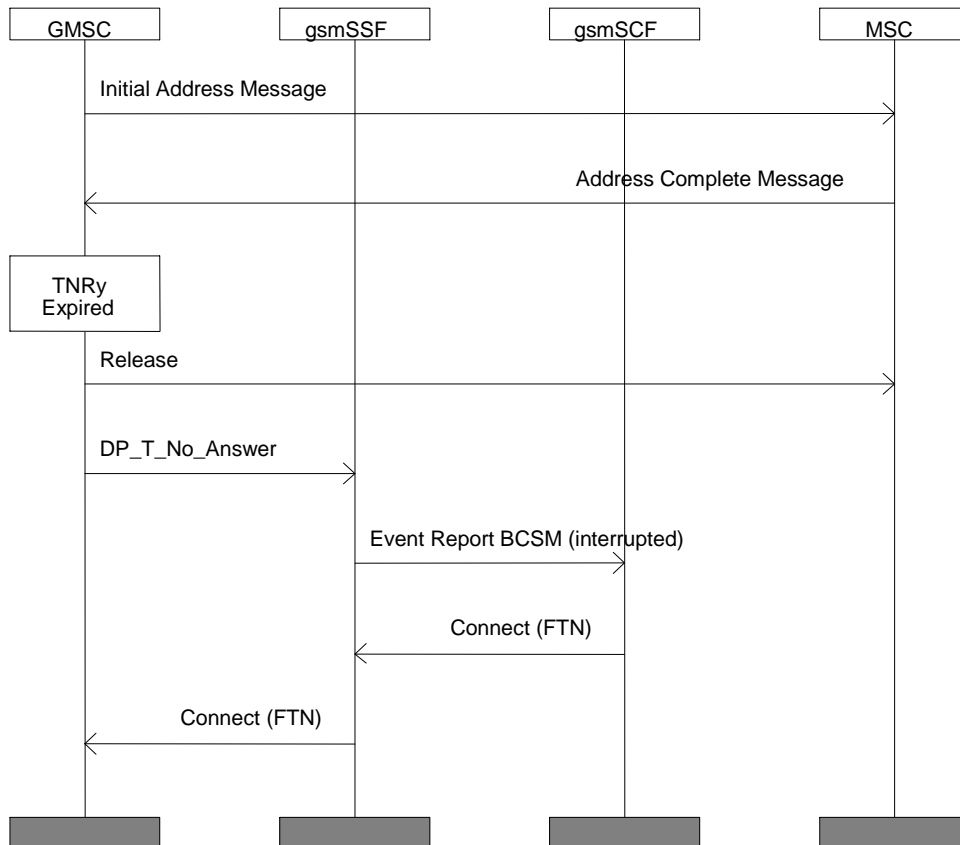 GMSC
gsmSSF
gsmSCF
MSC
Initial Address Message
Address Complete Message
TNRy
Expired
Release
DP_T_No_Answer
Event Report BCSM (interrupted)
Connect (FTN)
Connect (FTN)